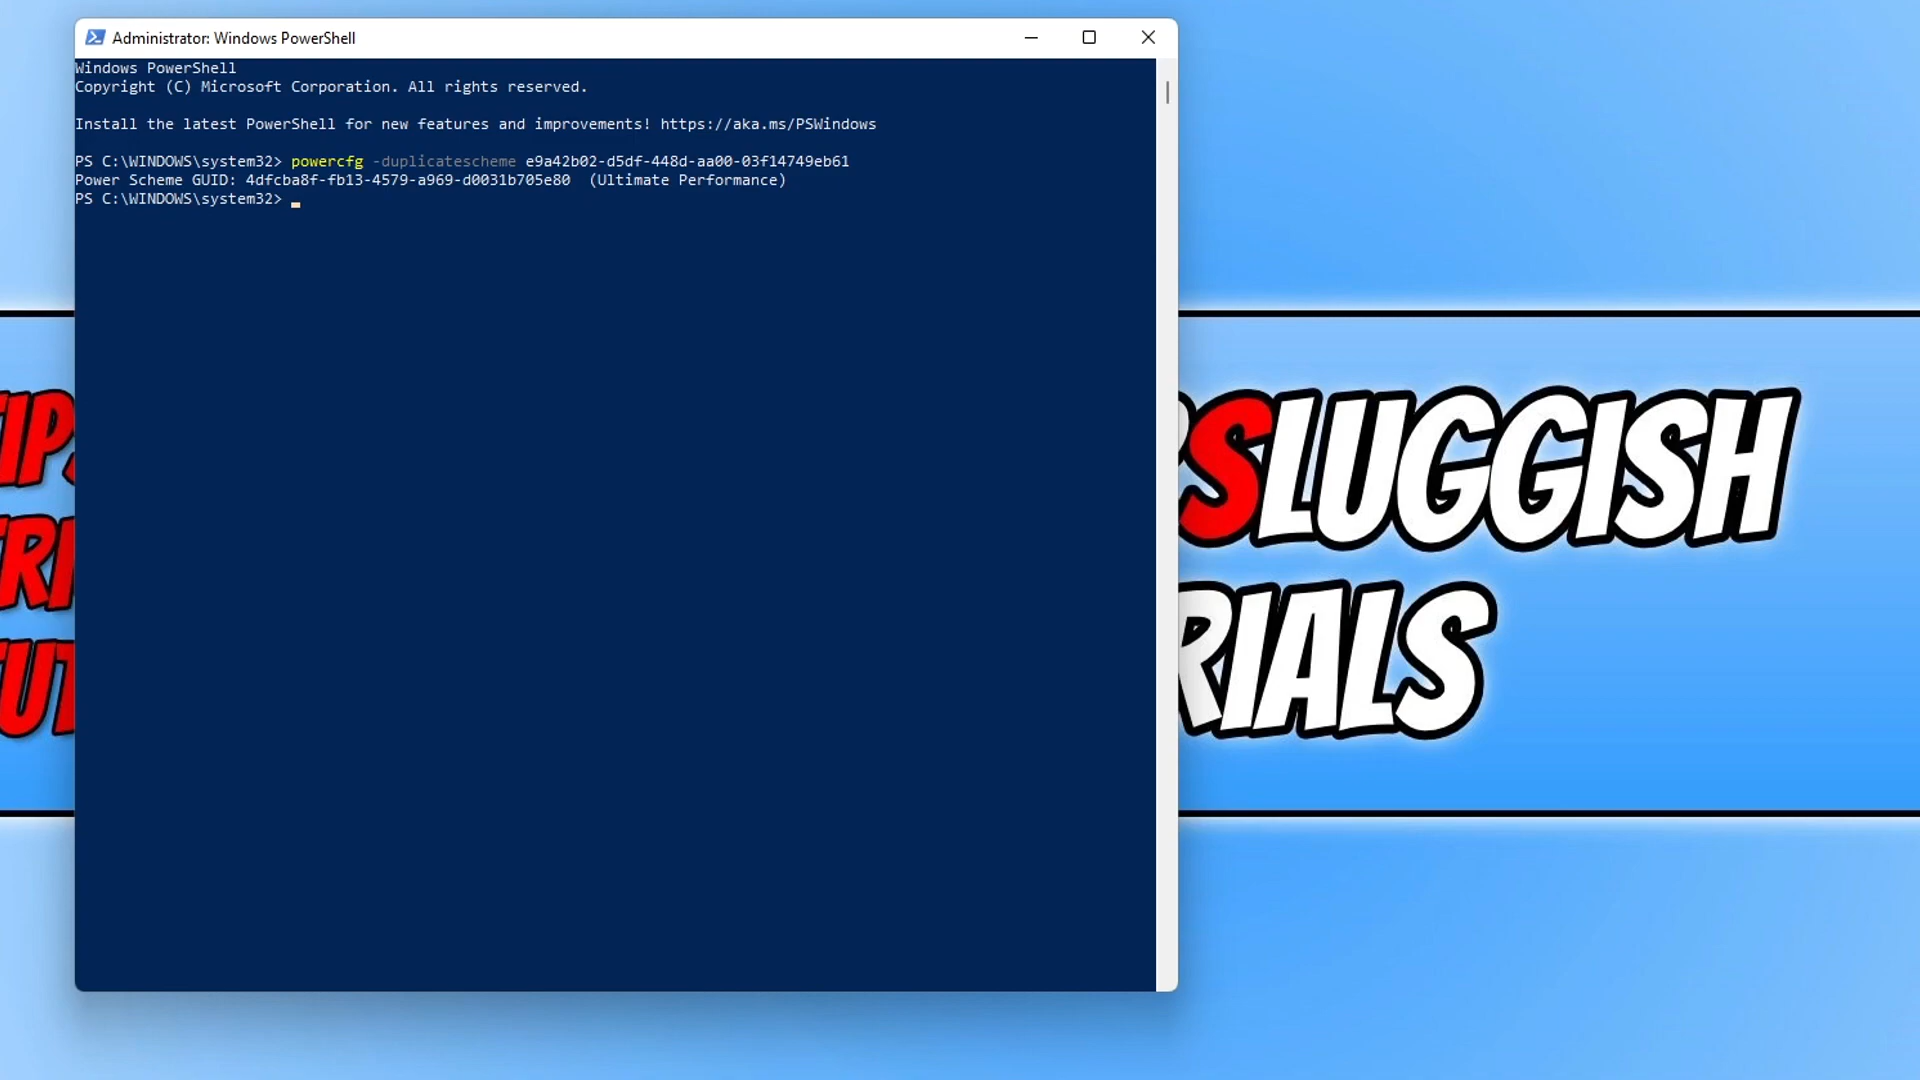 Administrator: Windows PowerShell
Windows PowerShell
Copyright (C) Microsoft Corporation. All rights reserved.
Install the latest PowerShell for new features and improvements! https://aka.ms/PSWindows
PS C:\WINDOWS\system32> powercfg -duplicatescheme e9a42b02-d5df-448d-aa00-03f14749eb61
Power Scheme GUID: 4dfcba8f-fb13-4579-a969-d0031b705e80  (Ultimate Performance)
PS C:\WINDOWS\system32>
SLUGGISH
RIALS